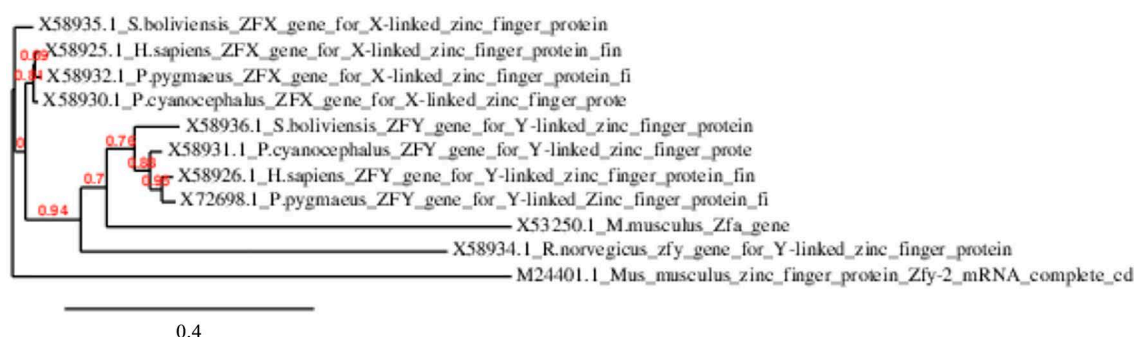 X58935.1_S.boliviensis_ZFX_gene_for_X-linked_zinc_finger_protein
X58925.1_H.sapiens_ZFX_gene_for_X-linked_zinc_finger_protein_fin
X58932.1_P.pygmaeus_ZFX_gene_for_X-linked_zinc_finger_protein_fi
X58930.1_P.cyanocephalus_ZFX_gene_for_X-linked_zinc_finger_prote
X58936.1_S.boliviensis_ZFY_gene_for_Y-linked_zinc_finger_protein
0.76
X58931.1_P.cyanocephalus_ZFY_gene_for_Y-linked_zinc_finger_prote
0
X58926.1_H.sapiens_ZFY_gene_for_Y-linked_zinc_finger_protein_fin
0.7
X72698.1_P.pygmaeus_ZFY_gene_for_Y-linked_Zinc_finger_protein_fi
0.94
X53250.1_M.musculus_Zfa_gene
X58934.1_R.norvegicus_zfy_gene_for_Y-linked_zinc_finger_protein
M24401.1_Mus_musculus_zinc_finger_protein_Zfy-2_mRNA_complete_cd
0.4